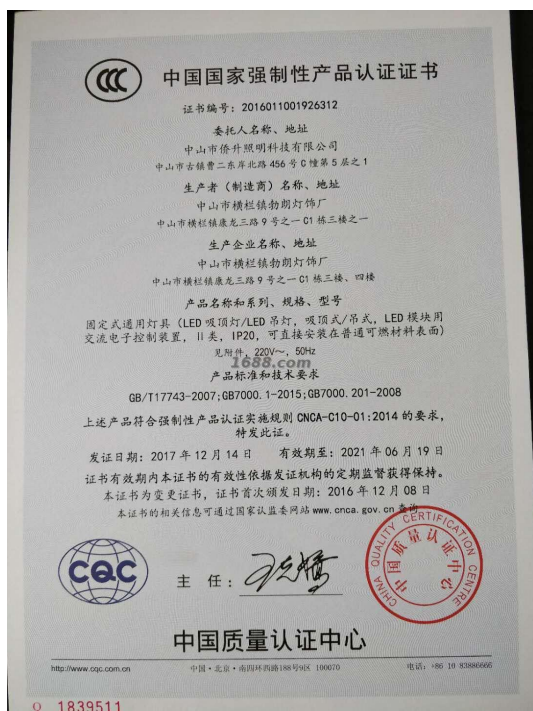 CCC
中国国家强制性产品认证证书
证书编号：2016011001926312
委托人名称、地址
中山市侨升照明科技有限公司
中山市古镇曹二东岸北路 456 号 C 幢第 5 层之 1
生产者（制造商）名称、地址
中山市横栏镇勃朗灯饰厂
中山市横栏镇康龙三路 9 号之一 C1 栋三楼之一
生产企业名称、地址
中山市横栏镇勃朗灯饰厂
中山市横栏镇康龙三路 9 号之一 C1 栋三楼、四楼
产品名称和系列、规格、型号
固定式通用灯具（LED 吸顶灯/LED 吊灯，吸顶式/吊式，LED 模块用
交流电子控制装置，II类，IP20，可直接安装在普通可燃材料表面）
见附件，220V～，50Hz
1688.com
产品标准和技术要求
GB/T17743-2007;GB7000.1-2015;GB7000.201-2008
上述产品符合强制性产品认证实施规则 CNCA-C10-01:2014 的要求，
特发此证。
发证日期：2017 年 12 月 14 日 有效期至：2021 年 06 月 19 日
证书有效期内本证书的有效性依据发证机构的定期监督获得保持。
本证书为变更证书，证书首次颁发日期：2016 年 12 月 08 日
本证书的相关信息可通过国家认监委网站 www.cnca.gov.cn 查询
CHINA QUALITY CERTIFICATION CENTRE
中国质量认证中心
CQC
主 任：
中国质量认证中心
http://www.cqc.com.cn 中国·北京·南四环西路188号9区 100070 电话：+86 10 83886666
1839511